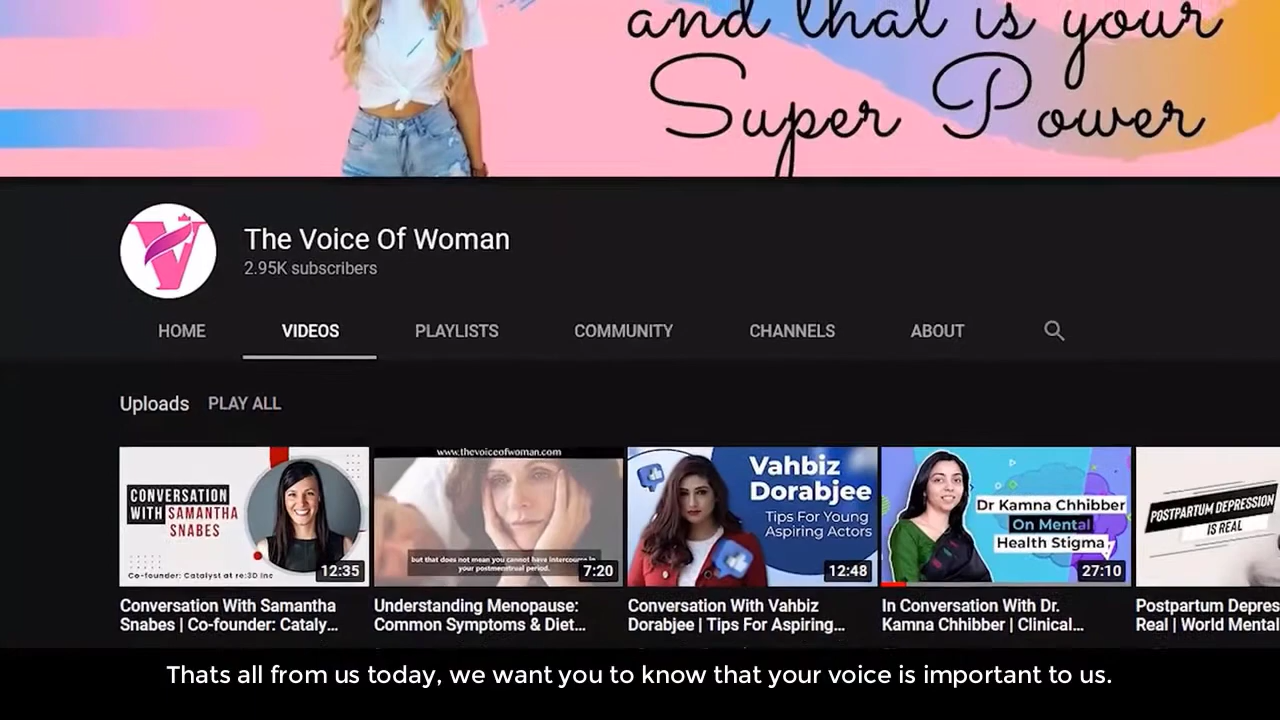 and that is your
Super Power
The Voice Of Woman
2.95K subscribers
HOME VIDEOS PLAYLISTS COMMUNITY CHANNELS ABOUT
Uploads PLAY ALL
CONVERSATION
WITH SAMANTHA
SNABES
Co-founder: Catalyst at re:3D Inc
12:35
www.thevoiceofwoman.com
but that does not mean you cannot have intercourse in
your postmenstrual period.
7:20
Vahbiz
Dorabjee
Tips For Young
Aspiring Actors
12:48
Dr Kamna Chhibber
On Mental
Health Stigma
27:10
POSTPARTUM DEPRESSION
IS REAL
Conversation With Samantha
Snabes | Co-founder: Cataly...
Understanding Menopause:
Common Symptoms & Diet...
Conversation With Vahbiz
Dorabjee | Tips For Aspiring...
In Conversation With Dr.
Kamna Chhibber | Clinical...
Postpartum Depres
Real | World Mental
Thats all from us today, we want you to know that your voice is important to us.